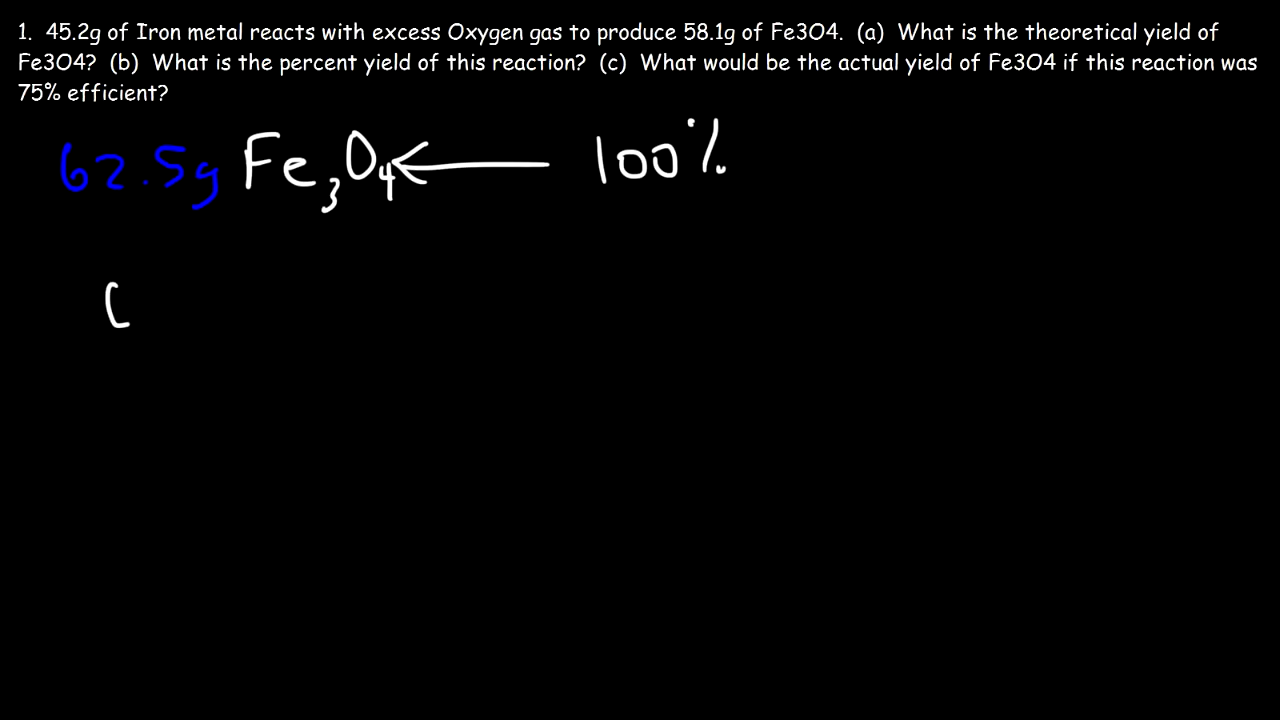 1. 45.2g of Iron metal reacts with excess Oxygen gas to produce 58.1g of Fe3O4. (a) What is the theoretical yield of
Fe3O4? (b) What is the percent yield of this reaction? (c) What would be the actual yield of Fe3O4 if this reaction was
75% efficient?
62.5g Fe₃O₄ ← 100%